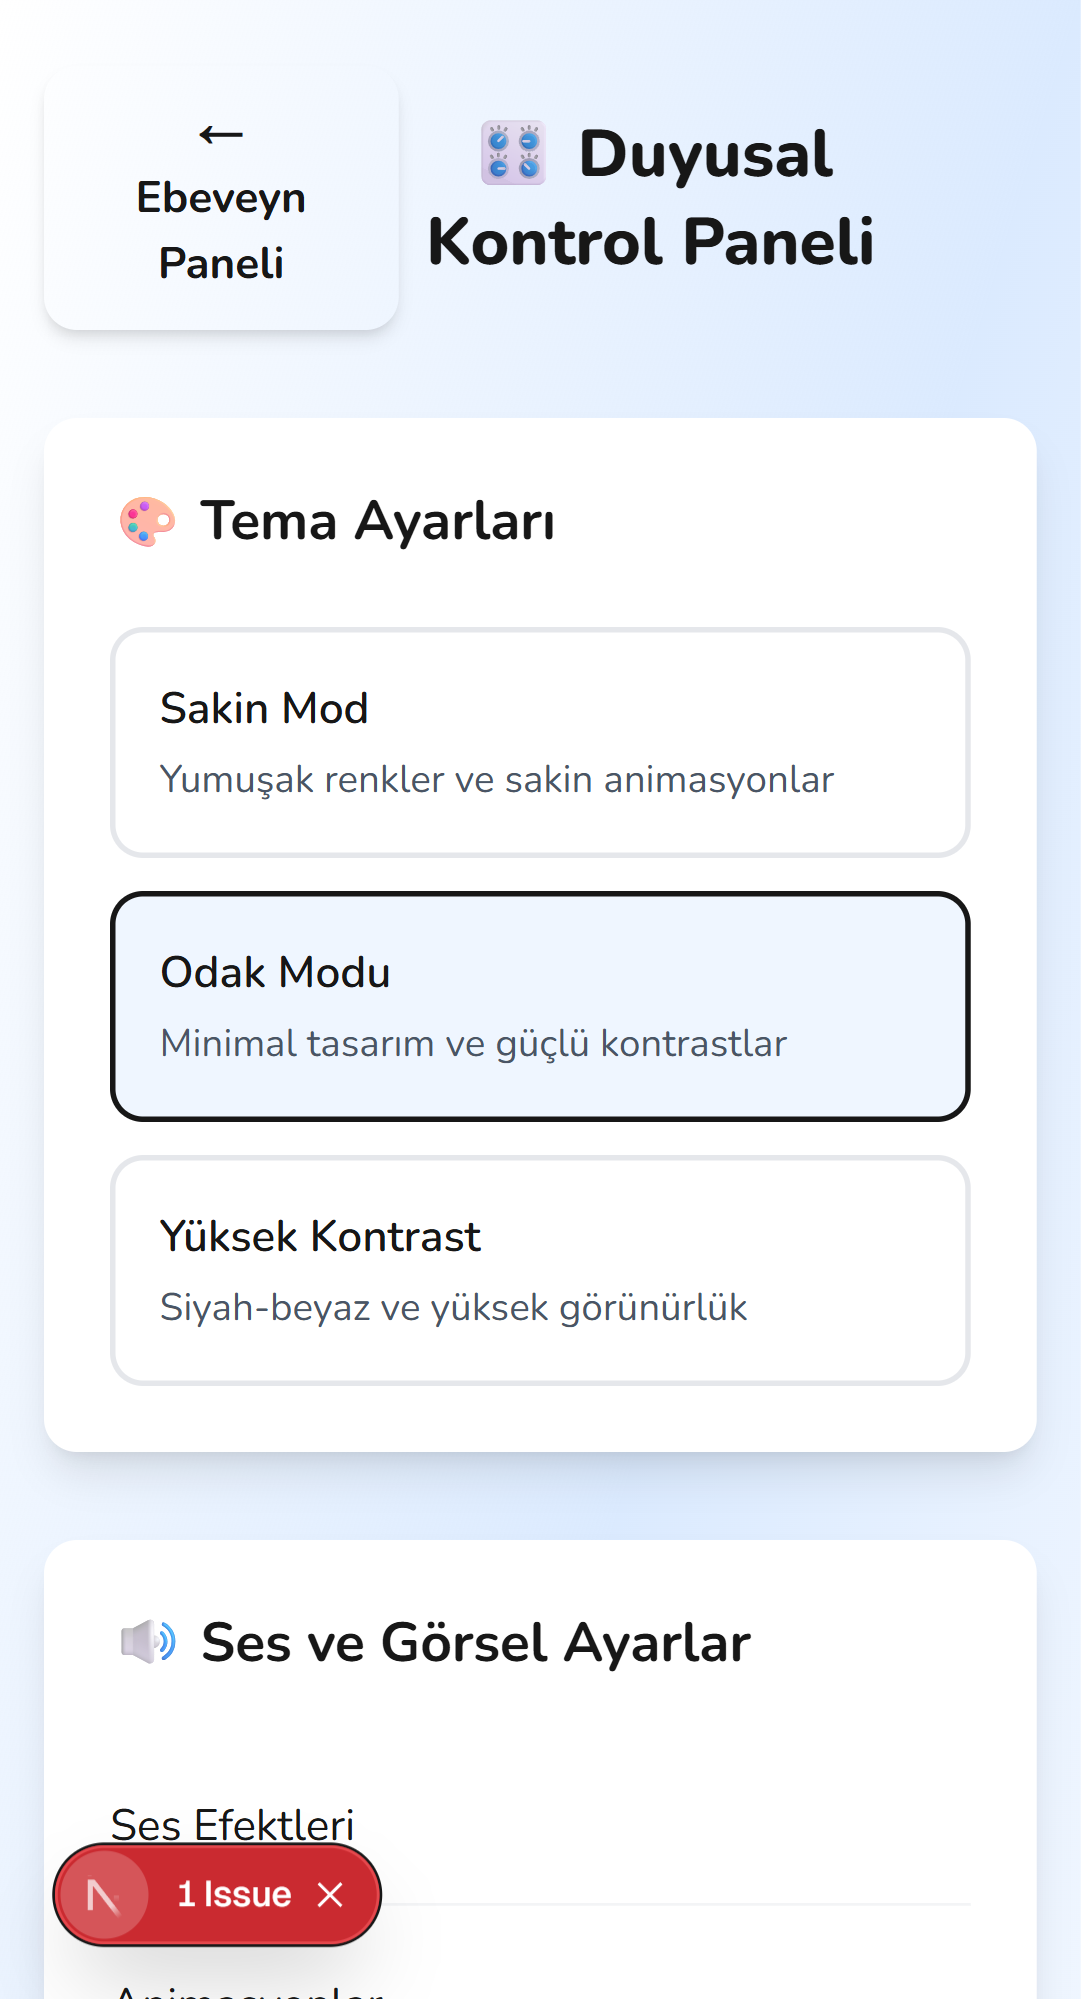 ←
Ebeveyn
Paneli
Duyusal
Kontrol Paneli
Tema Ayarları
Sakin Mod
Yumuşak renkler ve sakin animasyonlar
Odak Modu
Minimal tasarım ve güçlü kontrastlar
Yüksek Kontrast
Siyah-beyaz ve yüksek görünürlük
Ses ve Görsel Ayarlar
Ses Efektleri
1 Issue
Animasyonlar